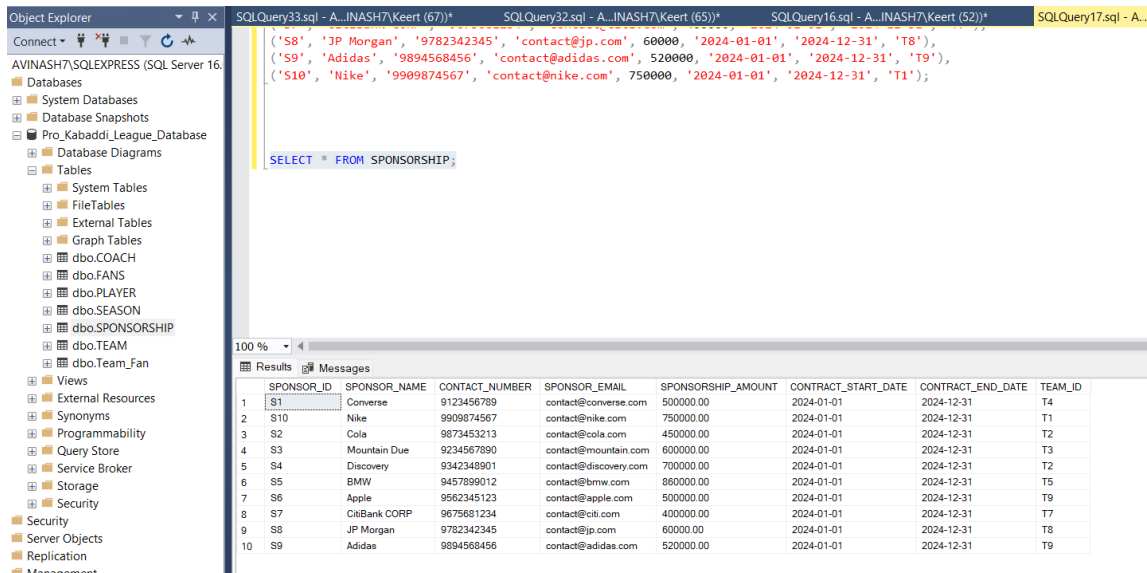 Object Explorer
Connect
AVINASH7\SQLEXPRESS (SQL Server 16.
Databases
System Databases
Database Snapshots
Pro_Kabaddi_League_Database
Database Diagrams
Tables
System Tables
FileTables
External Tables
Graph Tables
dbo.COACH
dbo.FANS
dbo.PLAYER
dbo.SEASON
dbo.SPONSORSHIP
dbo.TEAM
dbo.Team_Fan
Views
External Resources
Synonyms
Programmability
Query Store
Service Broker
Storage
Security
Security
Server Objects
Replication
Management
SQLQuery33.sql - A...INASH7\Keert (67))* SQLQuery32.sql - A...INASH7\Keert (65))* SQLQuery16.sql - A...INASH7\Keert (52))* SQLQuery17.sql - A...
('S8', 'JP Morgan', '9782342345', 'contact@jp.com', 60000, '2024-01-01', '2024-12-31', 'T8'),
('S9', 'Adidas', '9894568456', 'contact@adidas.com', 520000, '2024-01-01', '2024-12-31', 'T9'),
('S10', 'Nike', '9909874567', 'contact@nike.com', 750000, '2024-01-01', '2024-12-31', 'T1');
SELECT * FROM SPONSORSHIP;
100 %
Results Messages
SPONSOR_ID SPONSOR_NAME CONTACT_NUMBER SPONSOR_EMAIL SPONSORSHIP_AMOUNT CONTRACT_START_DATE CONTRACT_END_DATE TEAM_ID
1 S1 Converse 9123456789 contact@converse.com 500000.00 2024-01-01 2024-12-31 T4
2 S10 Nike 9909874567 contact@nike.com 750000.00 2024-01-01 2024-12-31 T1
3 S2 Cola 9873453213 contact@cola.com 450000.00 2024-01-01 2024-12-31 T2
4 S3 Mountain Due 9234567890 contact@mountain.com 600000.00 2024-01-01 2024-12-31 T3
5 S4 Discovery 9342348901 contact@discovery.com 700000.00 2024-01-01 2024-12-31 T2
6 S5 BMW 9457899012 contact@bmw.com 860000.00 2024-01-01 2024-12-31 T5
7 S6 Apple 9562345123 contact@apple.com 500000.00 2024-01-01 2024-12-31 T9
8 S7 CitiBank CORP 9675681234 contact@citi.com 400000.00 2024-01-01 2024-12-31 T7
9 S8 JP Morgan 9782342345 contact@jp.com 60000.00 2024-01-01 2024-12-31 T8
10 S9 Adidas 9894568456 contact@adidas.com 520000.00 2024-01-01 2024-12-31 T9